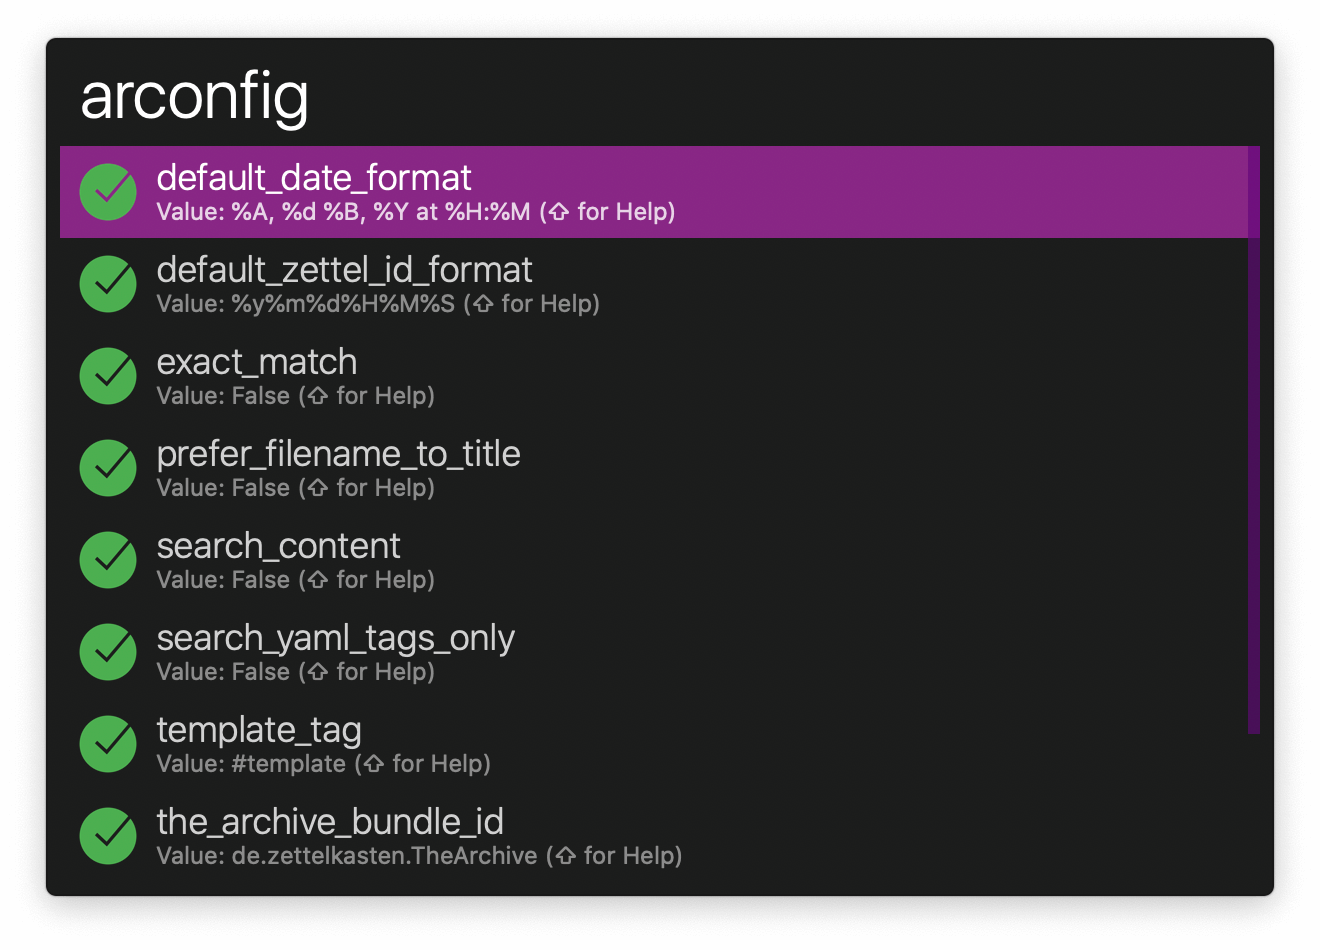 arconfig
default_date_format
Value: %A, %d %B, %Y at %H:%M (⇧ for Help)
default_zettel_id_format
Value: %y%m%d%H%M%S (⇧ for Help)
exact_match
Value: False (⇧ for Help)
prefer_filename_to_title
Value: False (⇧ for Help)
search_content
Value: False (⇧ for Help)
search_yaml_tags_only
Value: False (⇧ for Help)
template_tag
Value: #template (⇧ for Help)
the_archive_bundle_id
Value: de.zettelkasten.TheArchive (⇧ for Help)